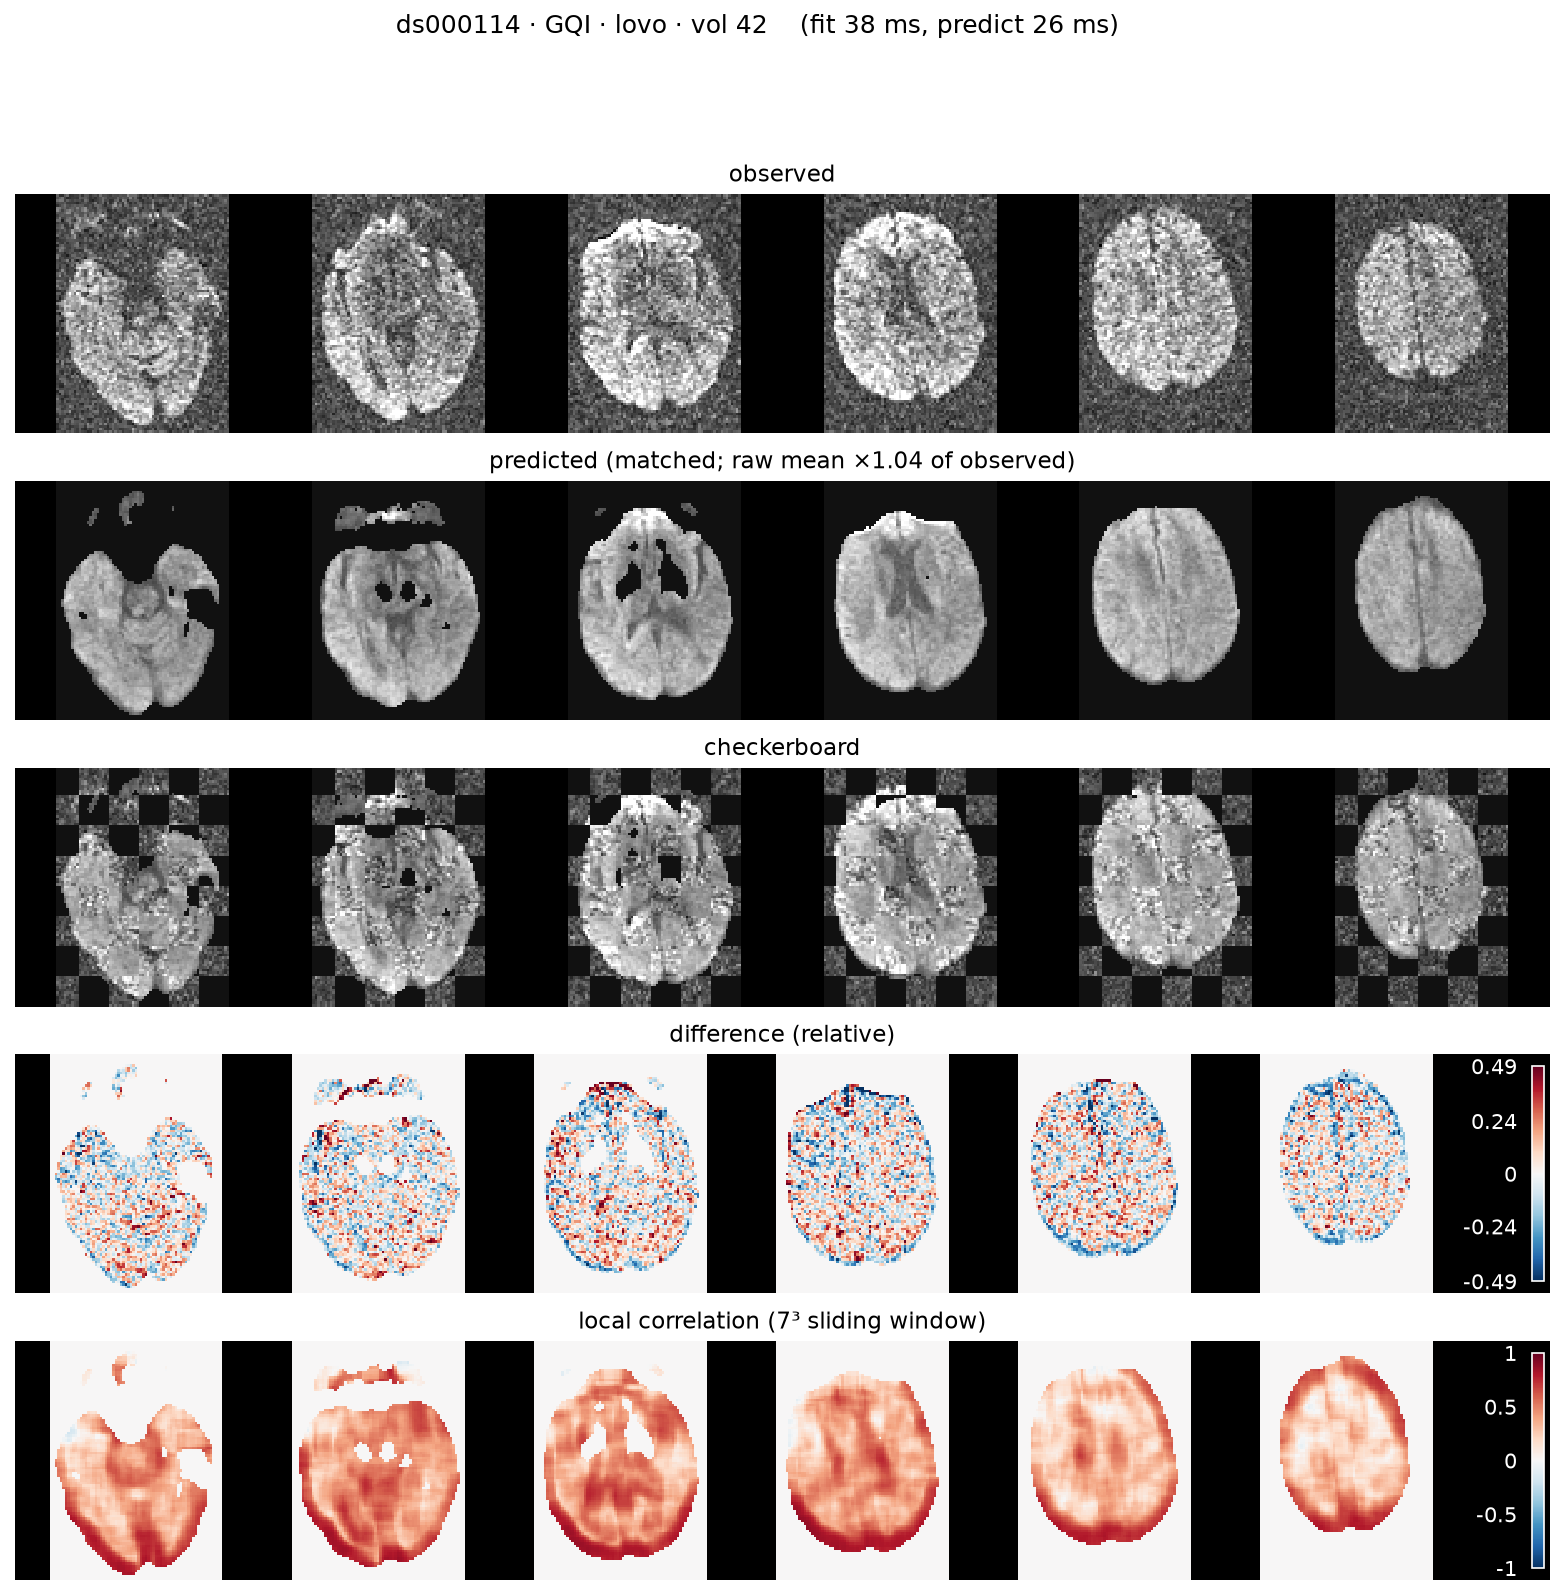 ds000114 · GQI · lovo · vol 42    (fit 38 ms, predict 26 ms)
observed
predicted (matched; raw mean ×1.04 of observed)
checkerboard
difference (relative)
0.49
0.24
0
-0.24
-0.49
local correlation (7³ sliding window)
1
0.5
0
-0.5
-1